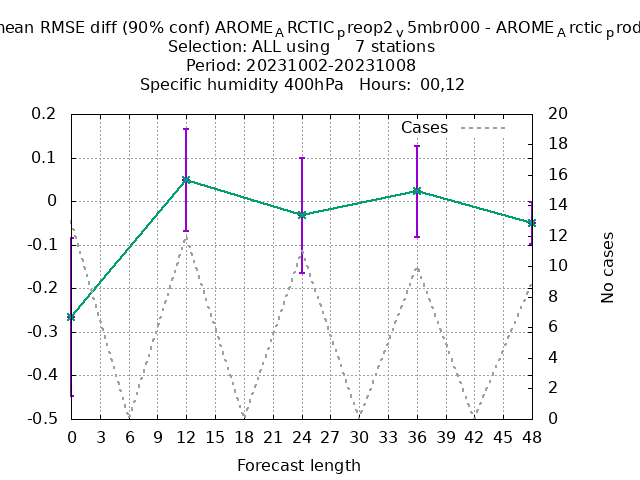 mean RMSE diff (90% conf) AROME_ARCTIC_preop2_v5mbr000 - AROME_Arctic_prod
Selection: ALL using 7 stations
Period: 20231002-20231008
Specific humidity 400hPa Hours: 00,12
Cases
0.2
0.1
0
-0.1
-0.2
-0.3
-0.4
-0.5
20
18
16
14
12
10
8
6
4
2
0
No cases
0 3 6 9 12 15 18 21 24 27 30 33 36 39 42 45 48
Forecast length